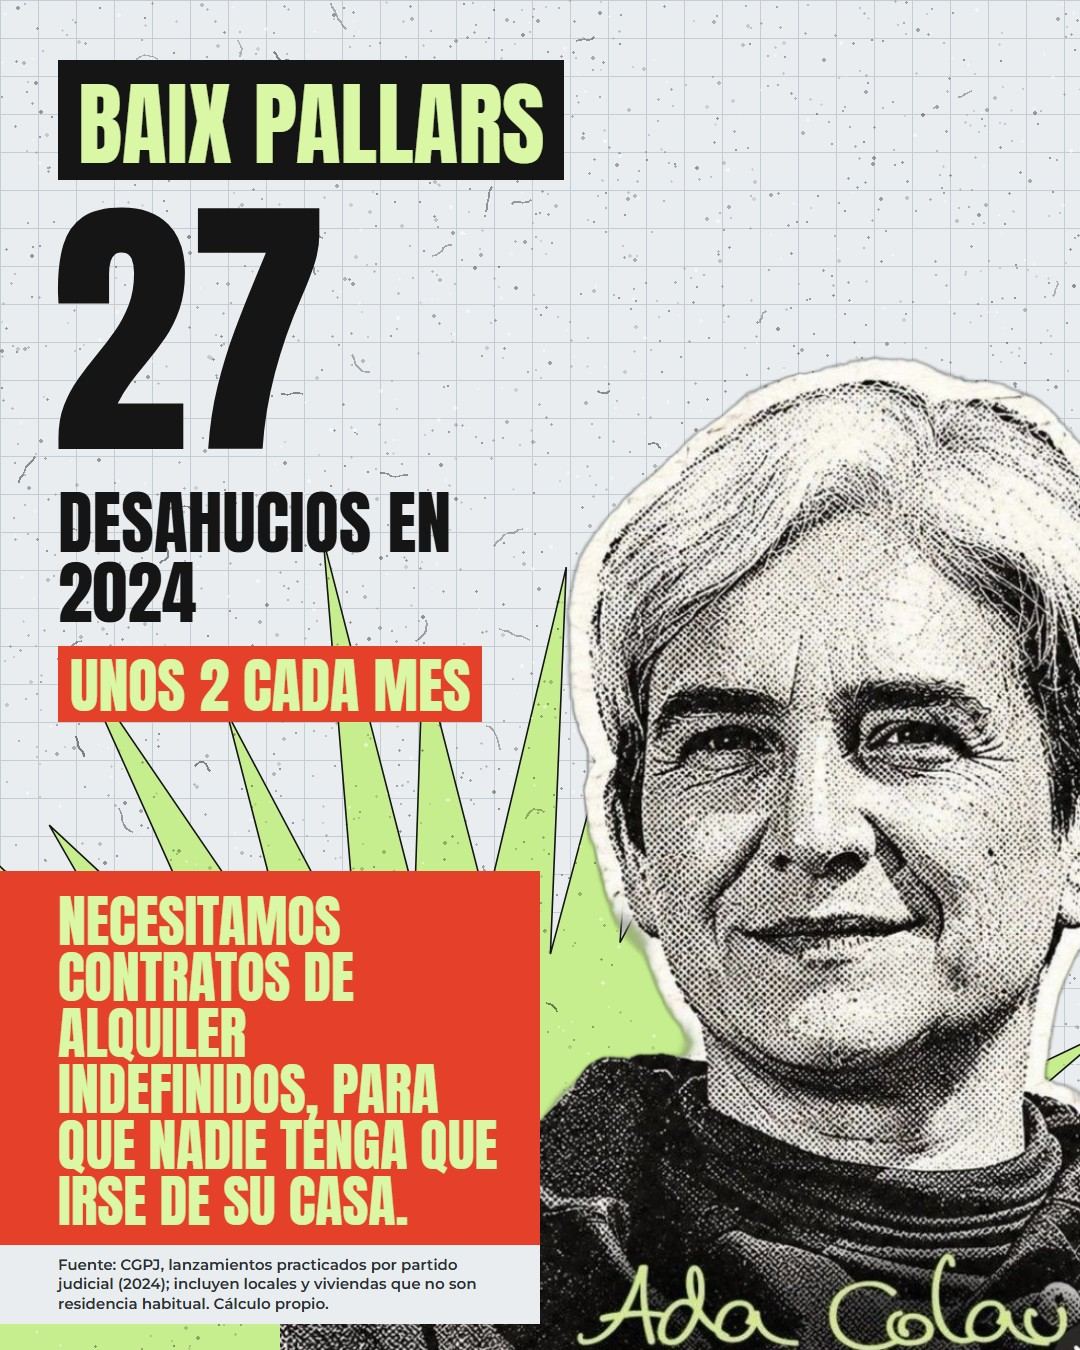 BAIX PALLARS
27
DESAHUCIOS EN
2024
UNOS 2 CADA MES
NECESITAMOS
CONTRATOS DE
ALQUILER
INDEFINIDOS, PARA
QUE NADIE TENGA QUE
IRSE DE SU CASA.
Fuente: CGPJ, lanzamientos practicados por partido
judicial (2024); incluyen locales y viviendas que no son
residencia habitual. Cálculo propio.
Ada Colau